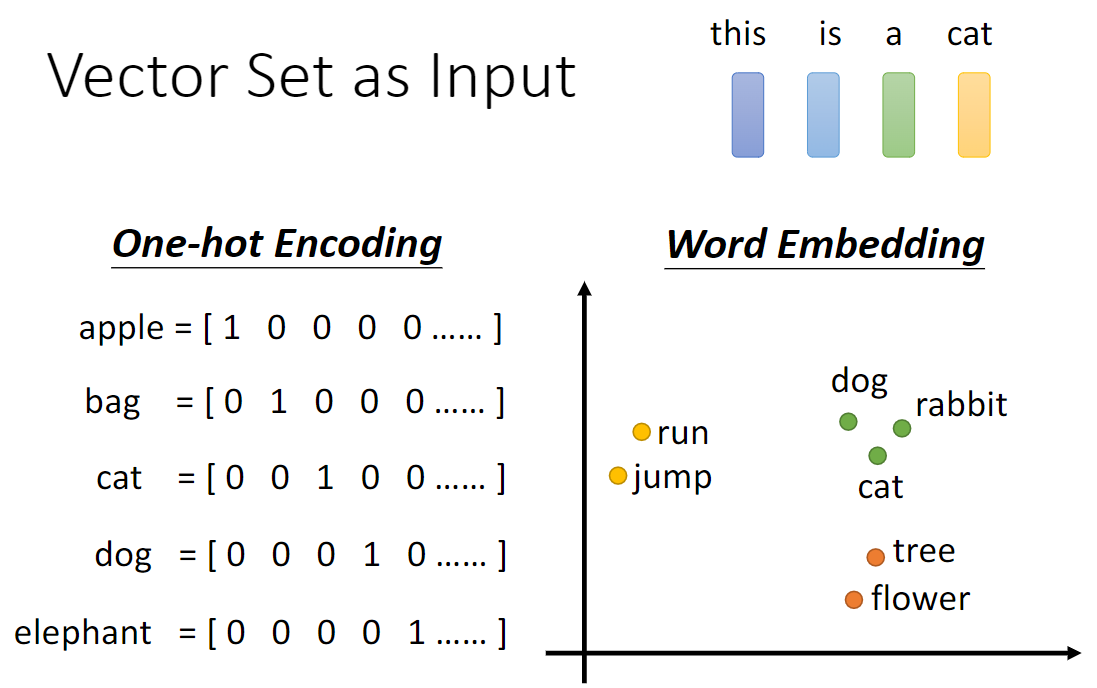 Vector Set as Input
this is a cat
One-hot Encoding
apple = [ 1 0 0 0 0 …… ]
bag = [ 0 1 0 0 0 …… ]
cat = [ 0 0 1 0 0 …… ]
dog = [ 0 0 0 1 0 …… ]
elephant = [ 0 0 0 0 1 …… ]
Word Embedding
dog
rabbit
run
jump
cat
tree
flower